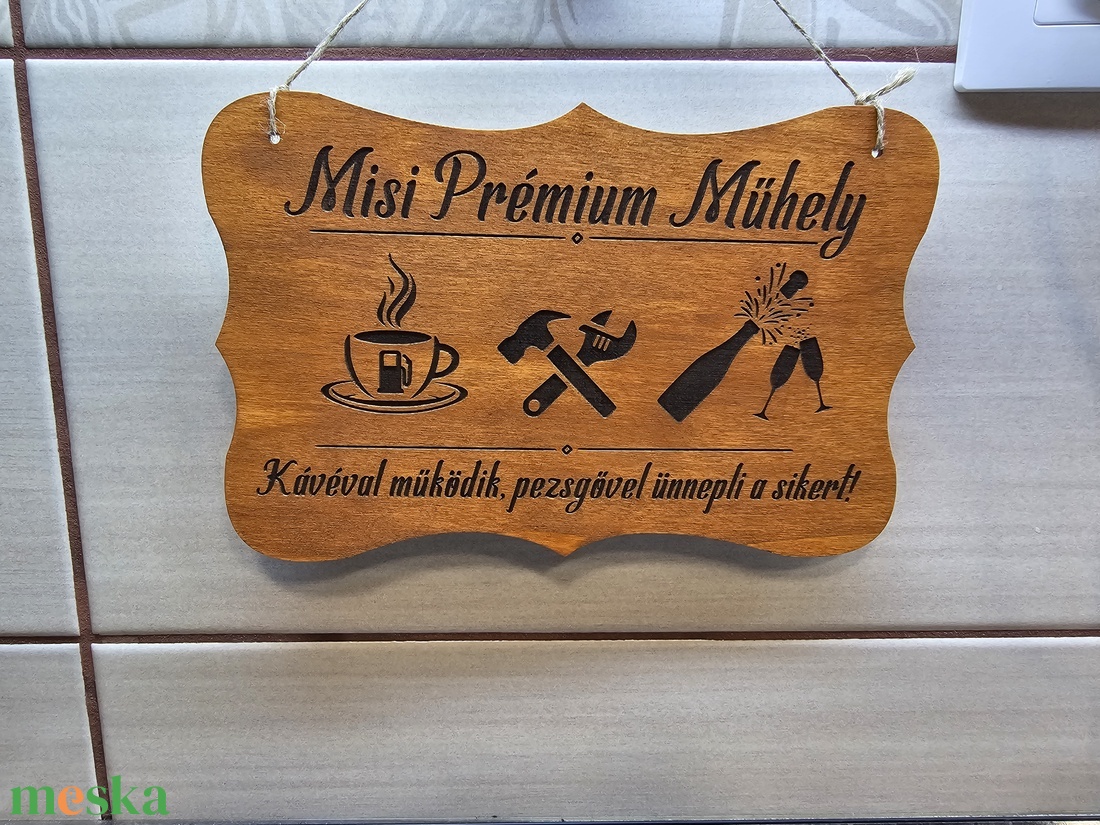 Misi Prémium Műhely
Kávéval működik, pezsgővel ünnepli a sikert!
meska